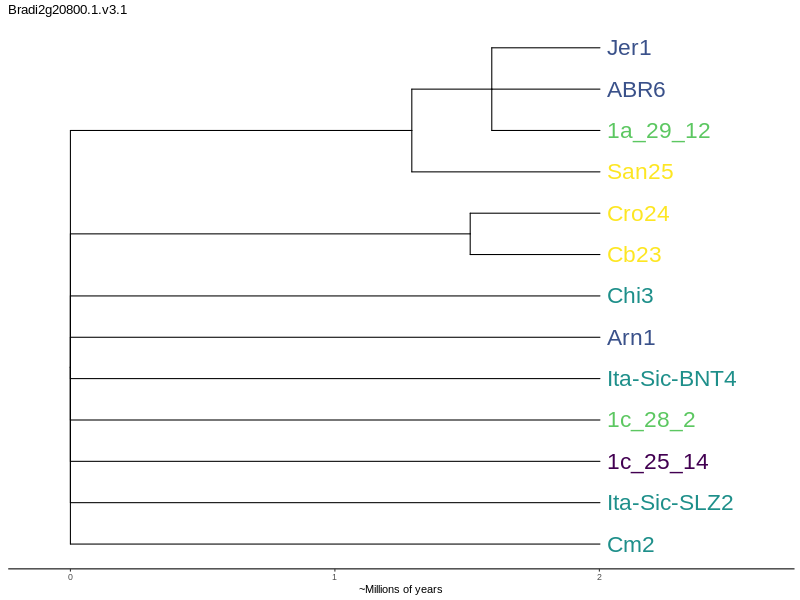 Bradi2g20800.1.v3.1
Jer1
ABR6
1a_29_12
San25
Cro24
Cb23
Chi3
Arn1
Ita-Sic-BNT4
1c_28_2
1c_25_14
Ita-Sic-SLZ2
Cm2
0 1 2
~Millions of years